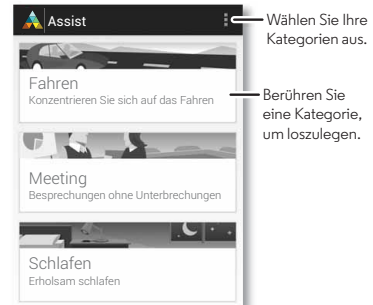 Assist
Wählen Sie Ihre
Kategorien aus.
Fahren
Konzentrieren Sie sich auf das Fahren
Berühren Sie
eine Kategorie,
um loszulegen.
Meeting
Besprechungen ohne Unterbrechungen
Schlafen
Erholsam schlafen